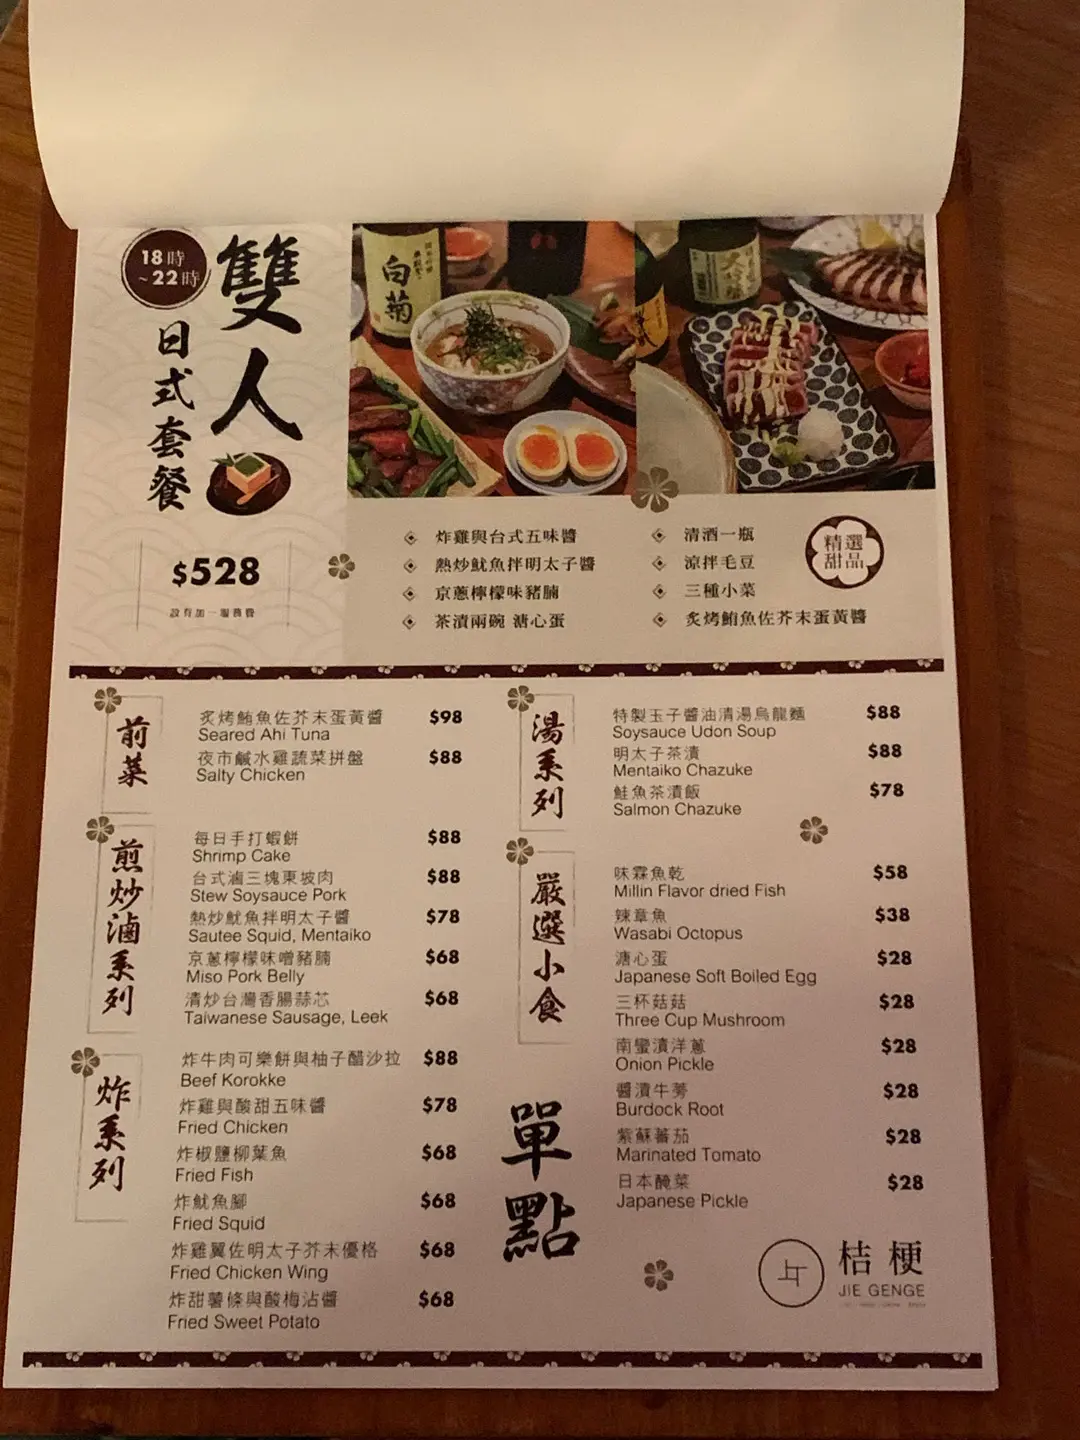 18時
~22時
雙人
日式套餐
$528
設有加一服務費
白菊
炸雞與台式五味醬
熱炒魷魚拌明太子醬
京蔥檸檬味豬腩
茶漬兩碗 溏心蛋
清酒一瓶
涼拌毛豆
三種小菜
炙烤鮪魚佐芥末蛋黃醬
精選
甜品
前菜
炙烤鮪魚佐芥末蛋黃醬 $98
Seared Ahi Tuna
夜市鹹水雞蔬菜拼盤 $88
Salty Chicken
煎炒滷系列
每日手打蝦餅 $88
Shrimp Cake
台式滷三塊東坡肉 $88
Stew Soysauce Pork
熱炒魷魚拌明太子醬 $78
Sautee Squid, Mentaiko
京蔥檸檬味噌豬腩 $68
Miso Pork Belly
清炒台灣香腸蒜芯 $68
Taiwanese Sausage, Leek
炸系列
炸牛肉可樂餅與柚子醋沙拉 $88
Beef Korokke
炸雞與酸甜五味醬 $78
Fried Chicken
炸椒鹽柳葉魚 $68
Fried Fish
炸魷魚腳 $68
Fried Squid
炸雞翼佐明太子芥末優格 $68
Fried Chicken Wing
炸甜薯條與酸梅沾醬 $68
Fried Sweet Potato
湯系列
特製玉子醬油清湯烏龍麵 $88
Soysauce Udon Soup
明太子茶漬 $88
Mentaiko Chazuke
鮭魚茶漬飯 $78
Salmon Chazuke
嚴選小食
味霖魚乾 $58
Millin Flavor dried Fish
辣章魚 $38
Wasabi Octopus
溏心蛋 $28
Japanese Soft Boiled Egg
三杯菇菇 $28
Three Cup Mushroom
南蠻漬洋蔥 $28
Onion Pickle
醬漬牛蒡 $28
Burdock Root
紫蘇蕃茄 $28
Marinated Tomato
日本醃菜 $28
Japanese Pickle
單點
桔梗
JIE GENGE